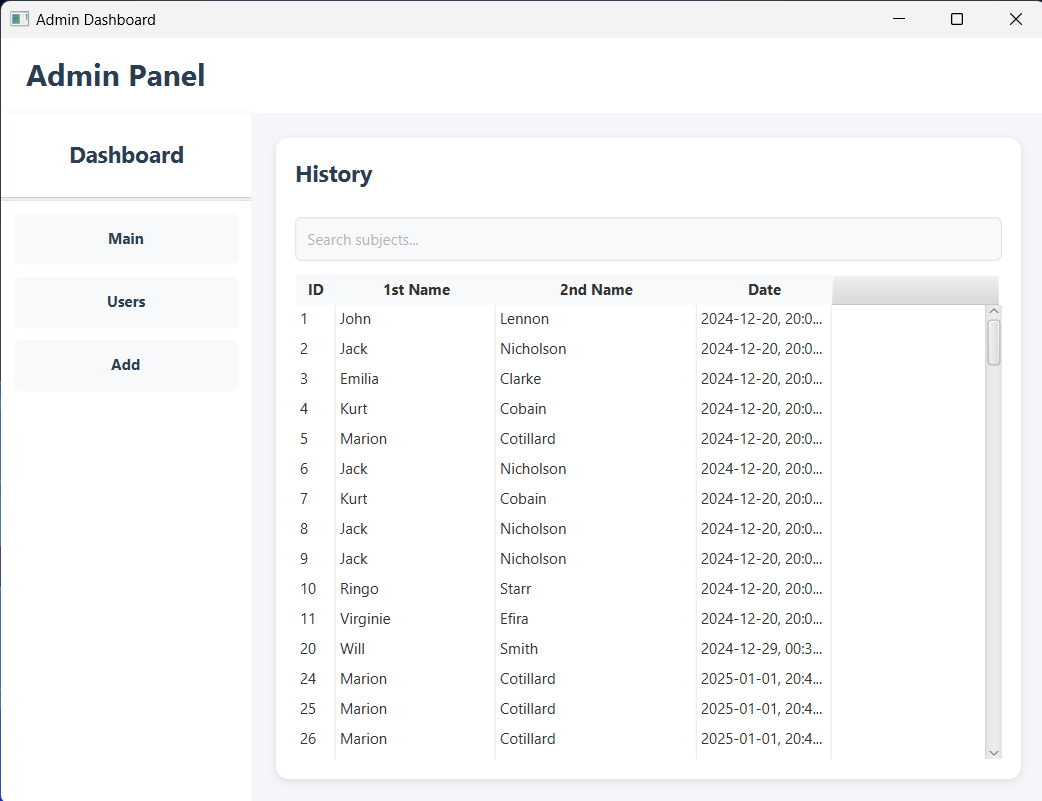 Admin Dashboard
Admin Panel
Dashboard
Main
Users
Add
History
Search subjects...
ID 1st Name 2nd Name Date
1 John Lennon 2024-12-20, 20:0...
2 Jack Nicholson 2024-12-20, 20:0...
3 Emilia Clarke 2024-12-20, 20:0...
4 Kurt Cobain 2024-12-20, 20:0...
5 Marion Cotillard 2024-12-20, 20:0...
6 Jack Nicholson 2024-12-20, 20:0...
7 Kurt Cobain 2024-12-20, 20:0...
8 Jack Nicholson 2024-12-20, 20:0...
9 Jack Nicholson 2024-12-20, 20:0...
10 Ringo Starr 2024-12-20, 20:0...
11 Virginie Efira 2024-12-20, 20:0...
20 Will Smith 2024-12-29, 00:3...
24 Marion Cotillard 2025-01-01, 20:4...
25 Marion Cotillard 2025-01-01, 20:4...
26 Marion Cotillard 2025-01-01, 20:4...